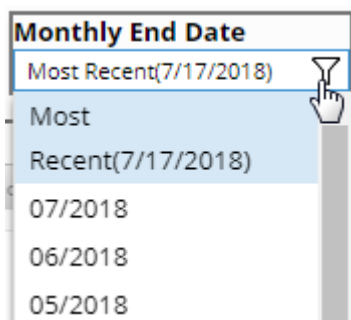 Monthly End Date
Most Recent(7/17/2018)
Most
Recent(7/17/2018)
07/2018
06/2018
05/2018